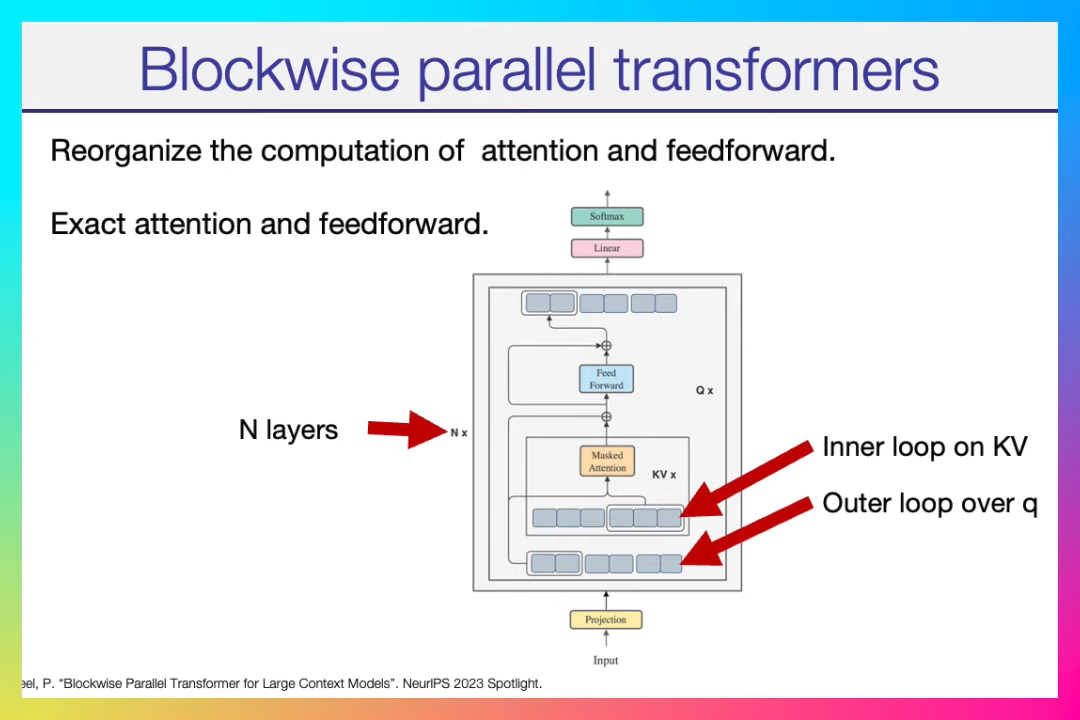 Blockwise parallel transformers
Reorganize the computation of attention and feedforward.
Exact attention and feedforward.
Softmax
Linear
Feed
Forward
Q x
N layers
N x
Masked
Attention
KV x
Inner loop on KV
Outer loop over q
Projection
Input
P. “Blockwise Parallel Transformer for Large Context Models”. NeurIPS 2023 Spotlight.